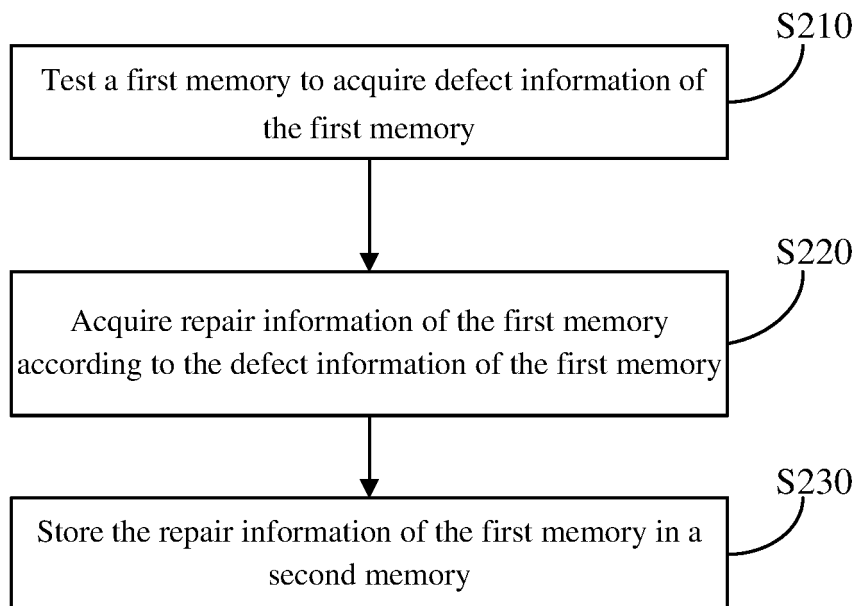 S210
Test a first memory to acquire defect information of
the first memory
S220
Acquire repair information of the first memory
according to the defect information of the first memory
S230
Store the repair information of the first memory in a
second memory